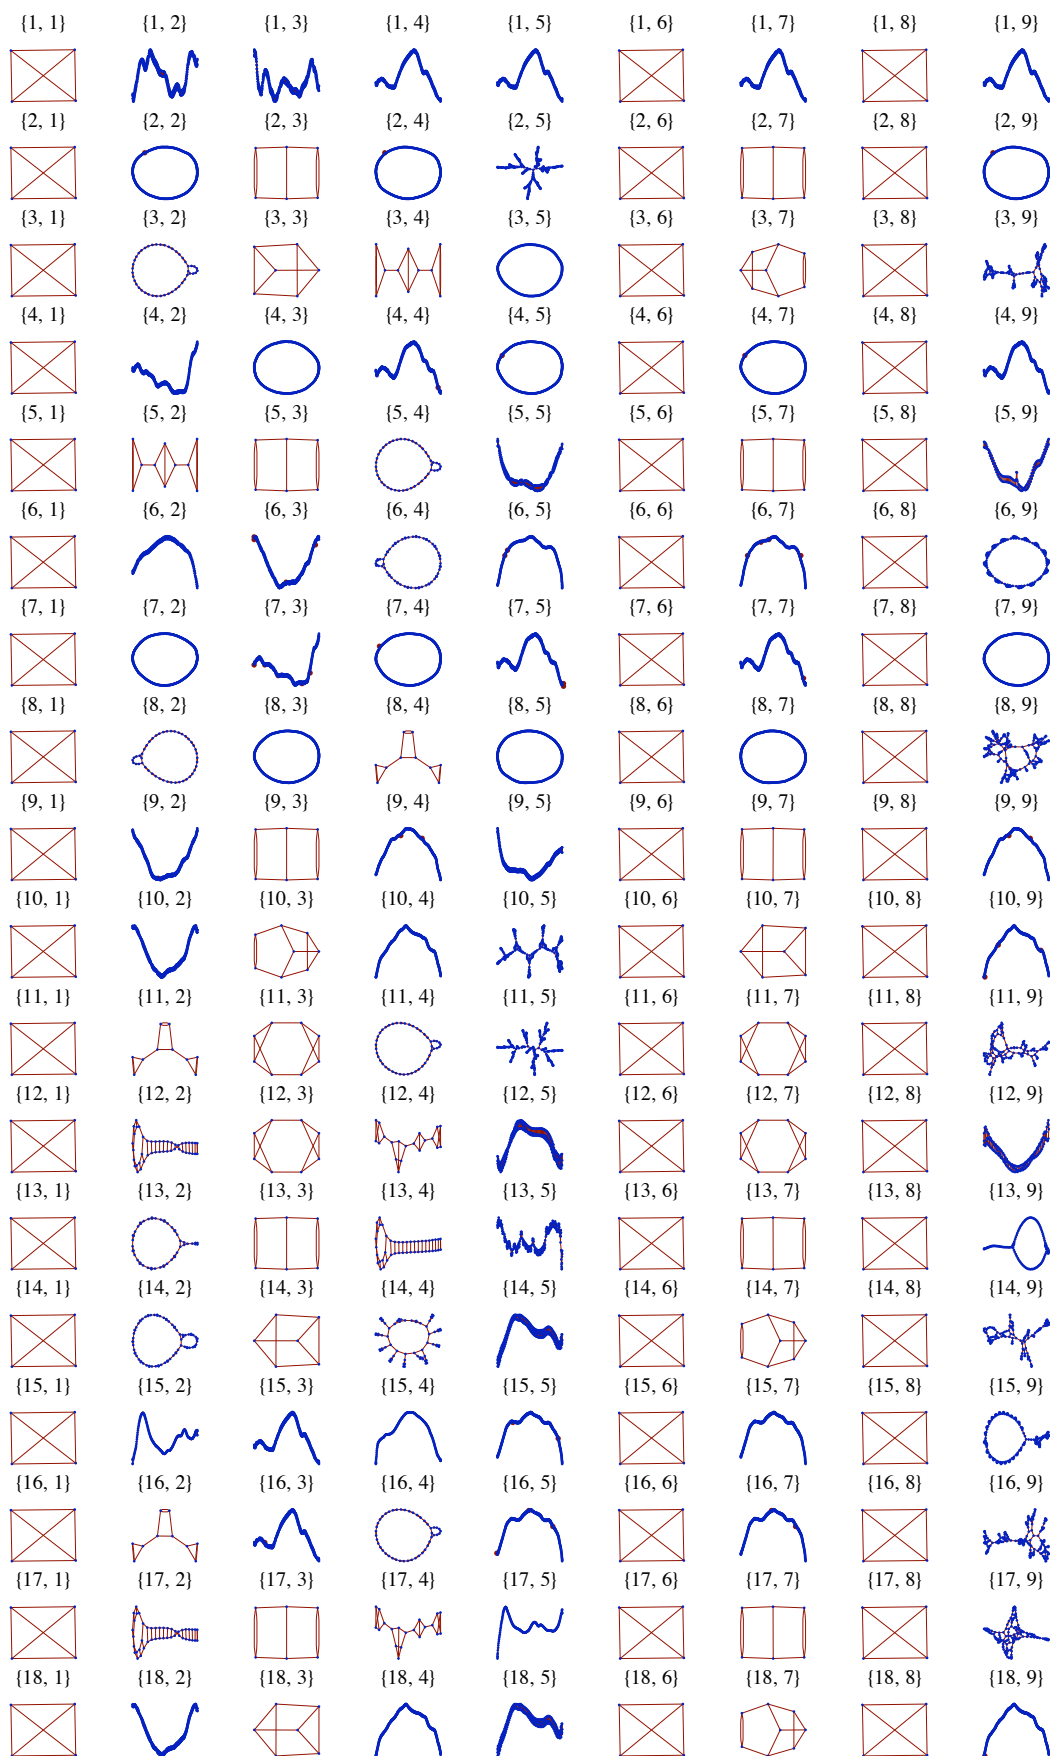 {1, 1} {1, 2} {1, 3} {1, 4} {1, 5} {1, 6} {1, 7} {1, 8} {1, 9}
{2, 1} {2, 2} {2, 3} {2, 4} {2, 5} {2, 6} {2, 7} {2, 8} {2, 9}
{3, 1} {3, 2} {3, 3} {3, 4} {3, 5} {3, 6} {3, 7} {3, 8} {3, 9}
{4, 1} {4, 2} {4, 3} {4, 4} {4, 5} {4, 6} {4, 7} {4, 8} {4, 9}
{5, 1} {5, 2} {5, 3} {5, 4} {5, 5} {5, 6} {5, 7} {5, 8} {5, 9}
{6, 1} {6, 2} {6, 3} {6, 4} {6, 5} {6, 6} {6, 7} {6, 8} {6, 9}
{7, 1} {7, 2} {7, 3} {7, 4} {7, 5} {7, 6} {7, 7} {7, 8} {7, 9}
{8, 1} {8, 2} {8, 3} {8, 4} {8, 5} {8, 6} {8, 7} {8, 8} {8, 9}
{9, 1} {9, 2} {9, 3} {9, 4} {9, 5} {9, 6} {9, 7} {9, 8} {9, 9}
{10, 1} {10, 2} {10, 3} {10, 4} {10, 5} {10, 6} {10, 7} {10, 8} {10, 9}
{11, 1} {11, 2} {11, 3} {11, 4} {11, 5} {11, 6} {11, 7} {11, 8} {11, 9}
{12, 1} {12, 2} {12, 3} {12, 4} {12, 5} {12, 6} {12, 7} {12, 8} {12, 9}
{13, 1} {13, 2} {13, 3} {13, 4} {13, 5} {13, 6} {13, 7} {13, 8} {13, 9}
{14, 1} {14, 2} {14, 3} {14, 4} {14, 5} {14, 6} {14, 7} {14, 8} {14, 9}
{15, 1} {15, 2} {15, 3} {15, 4} {15, 5} {15, 6} {15, 7} {15, 8} {15, 9}
{16, 1} {16, 2} {16, 3} {16, 4} {16, 5} {16, 6} {16, 7} {16, 8} {16, 9}
{17, 1} {17, 2} {17, 3} {17, 4} {17, 5} {17, 6} {17, 7} {17, 8} {17, 9}
{18, 1} {18, 2} {18, 3} {18, 4} {18, 5} {18, 6} {18, 7} {18, 8} {18, 9}